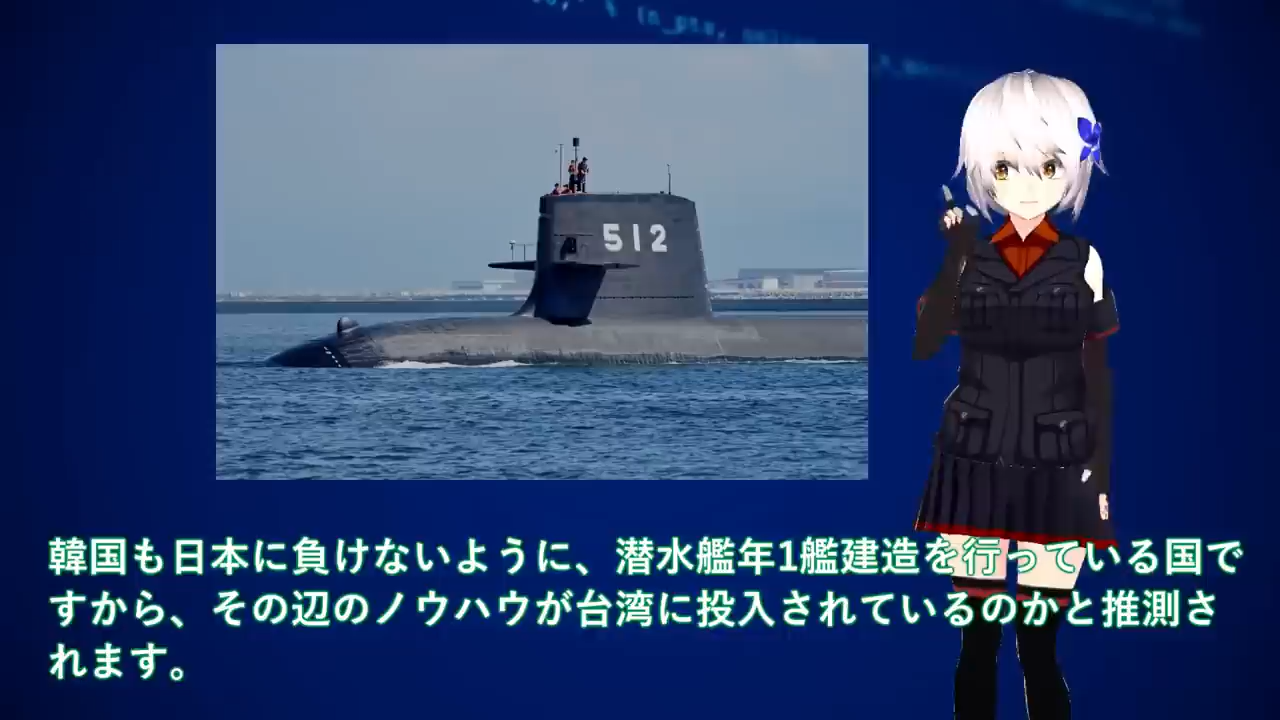 512
韓国も日本に負けないように、潜水艦年1艦建造を行っている国で
すから、その辺のノウハウが台湾に投入されているのかと推測さ
れます。